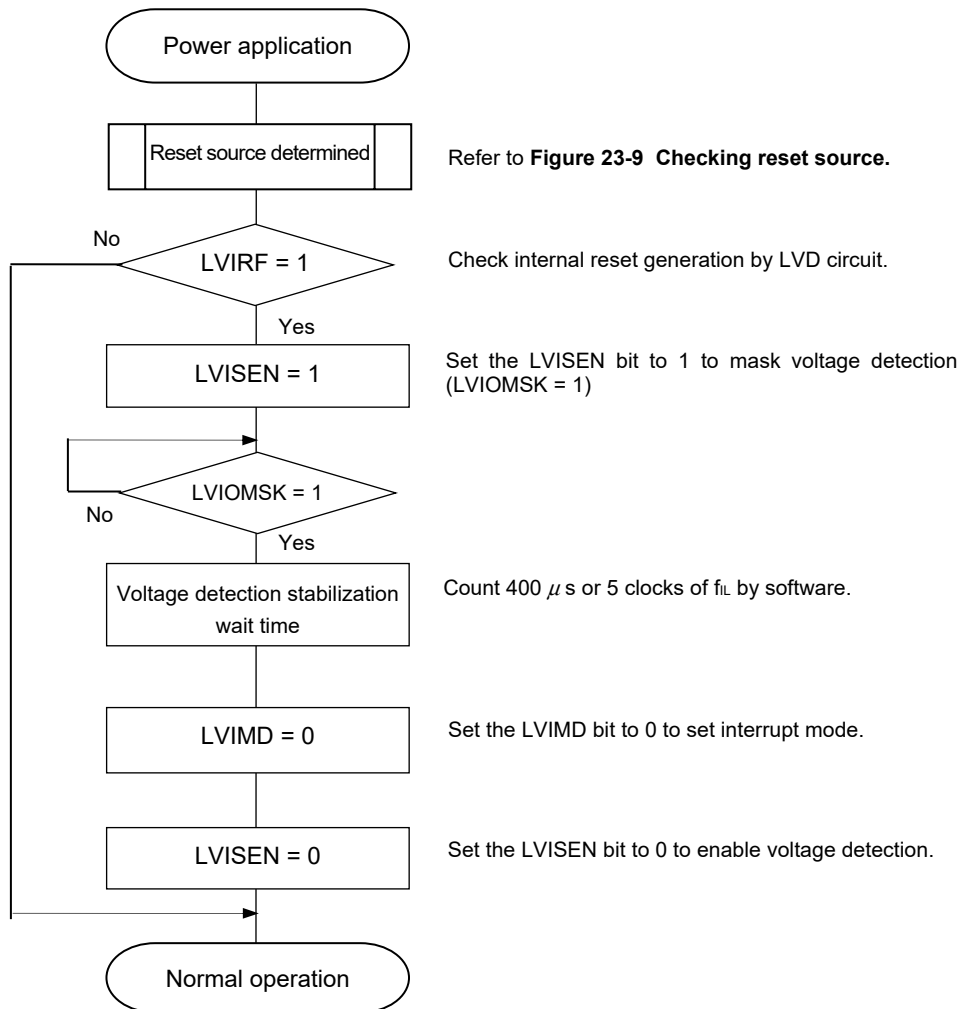 Power application
Reset source determined
Refer to Figure 23-9 Checking reset source.
No
LVIRF = 1
Check internal reset generation by LVD circuit.
Yes
LVISEN = 1
Set the LVISEN bit to 1 to mask voltage detection
(LVIOMSK = 1)
LVIOMSK = 1
No
Yes
Voltage detection stabilization
wait time
Count 400 μ s or 5 clocks of fIL by software.
LVIMD = 0
Set the LVIMD bit to 0 to set interrupt mode.
LVISEN = 0
Set the LVISEN bit to 0 to enable voltage detection.
Normal operation